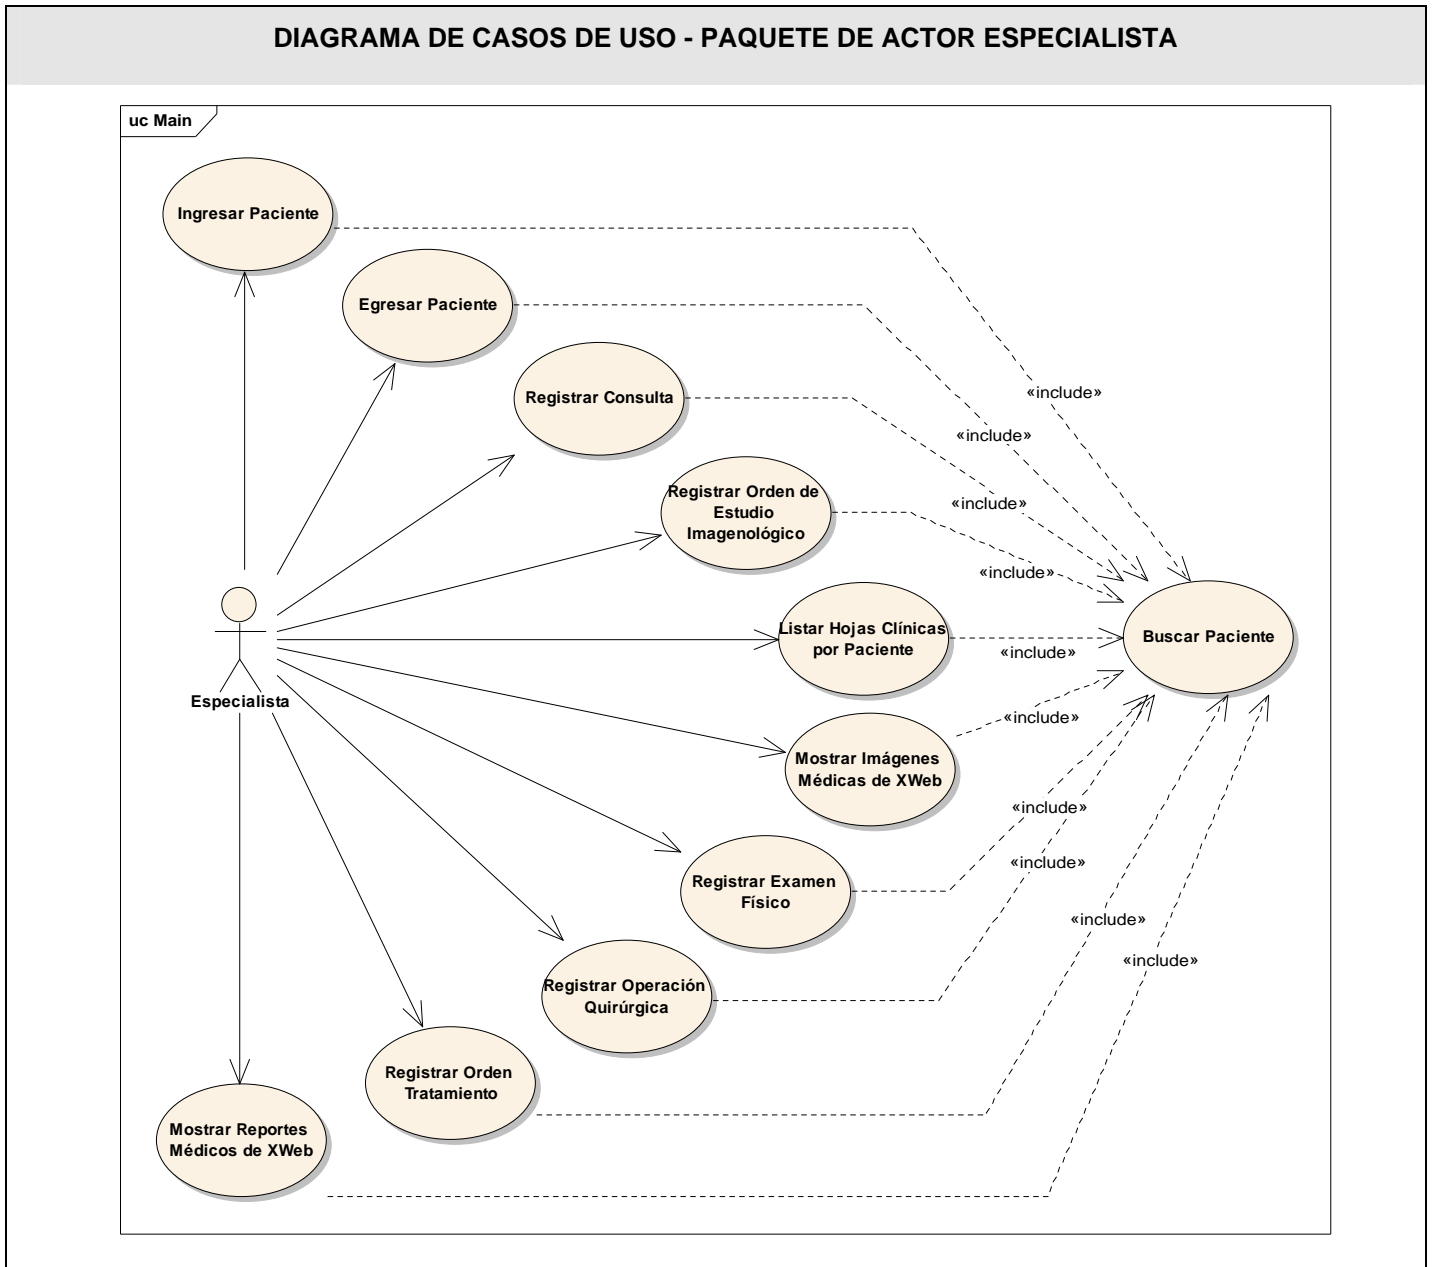 DIAGRAMA DE CASOS DE USO - PAQUETE DE ACTOR ESPECIALISTA
uc Main
Ingresar Paciente
Egresar Paciente
Registrar Consulta
«include»
«include»
Registrar Orden de
Estudio
Imagenológico
«include»
«include»
Listar Hojas Clínicas
por Paciente
«include»
Buscar Paciente
Especialista
Mostrar Imágenes
Médicas de XWeb
«include»
Registrar Examen
Físico
«include»
«include»
Registrar Operación
Quirúrgica
«include»
«include»
Registrar Orden
Tratamiento
Mostrar Reportes
Médicos de XWeb